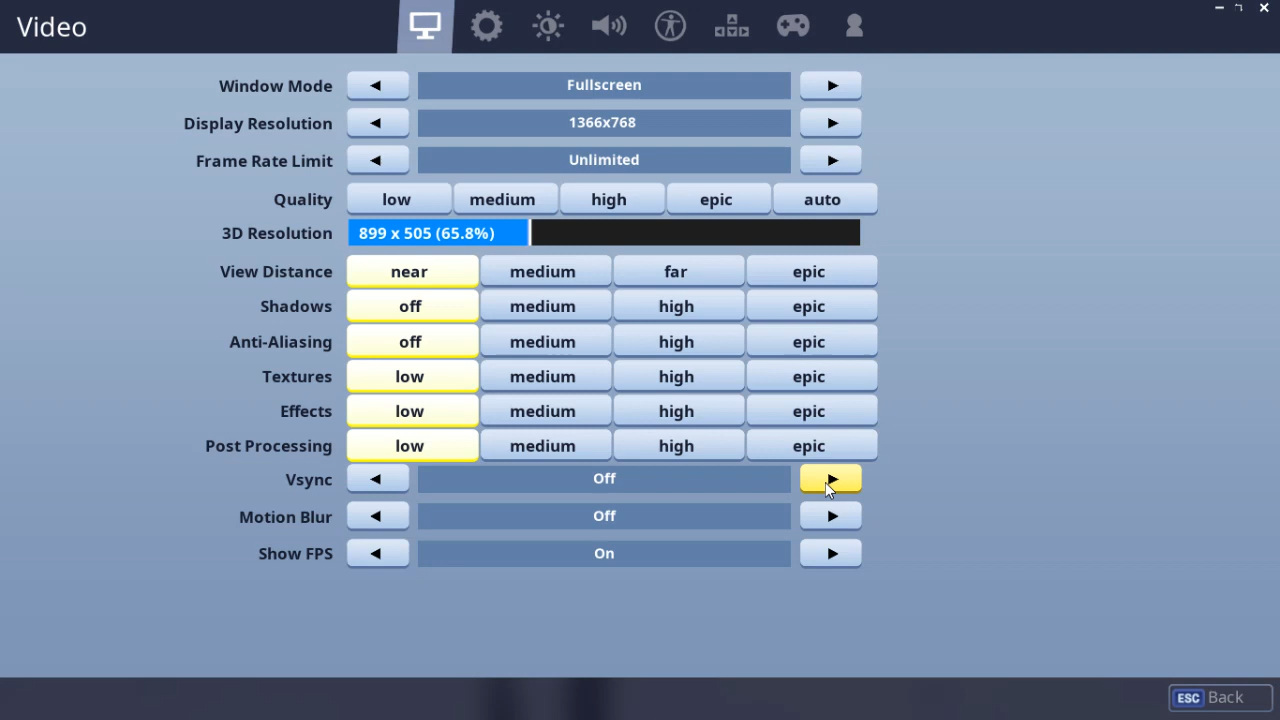 Video
Window Mode Fullscreen
Display Resolution 1366x768
Frame Rate Limit Unlimited
Quality low medium high epic auto
3D Resolution 899 x 505 (65.8%)
View Distance near medium far epic
Shadows off medium high epic
Anti-Aliasing off medium high epic
Textures low medium high epic
Effects low medium high epic
Post Processing low medium high epic
Vsync Off
Motion Blur Off
Show FPS On
ESC Back